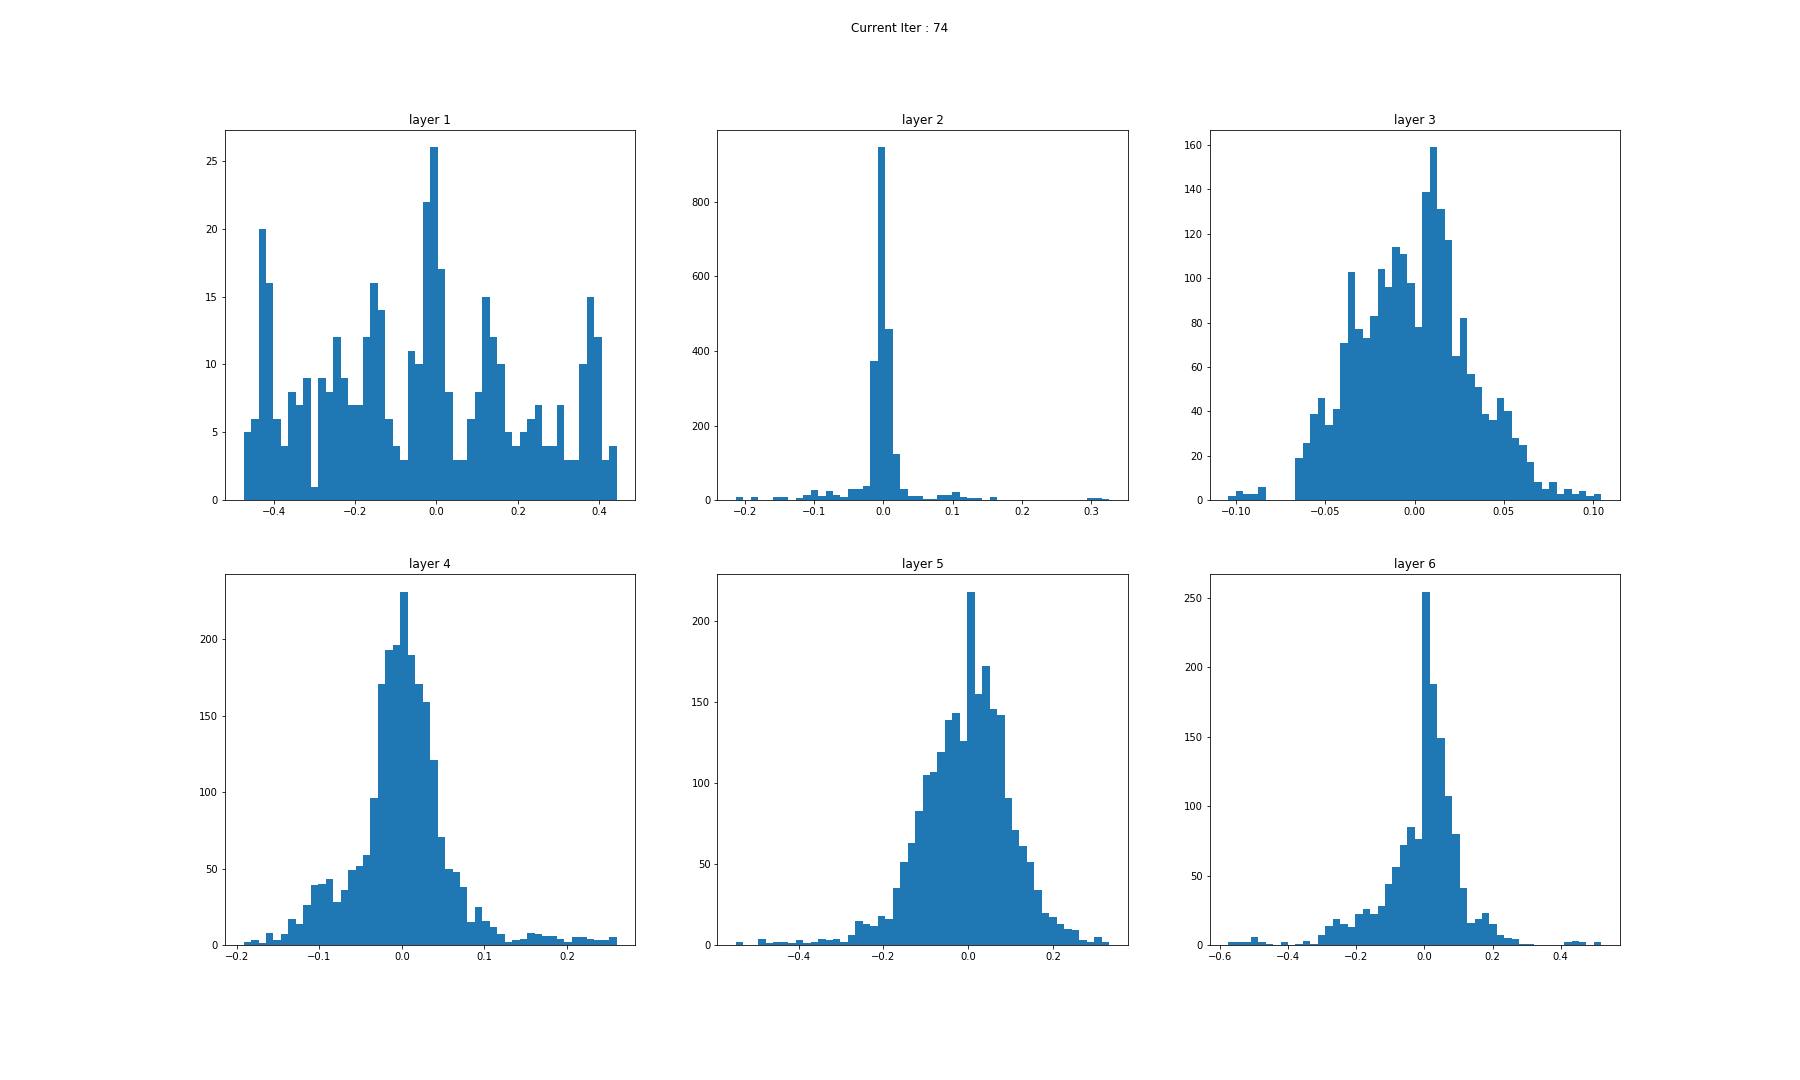 Current Iter : 74
layer 1
25
20
15
10
5
0
−0.4 −0.2 0.0 0.2 0.4
layer 2
800
600
400
200
0
−0.2 −0.1 0.0 0.1 0.2 0.3
layer 3
160
140
120
100
80
60
40
20
0
−0.10 −0.05 0.00 0.05 0.10
layer 4
200
150
100
50
0
−0.2 −0.1 0.0 0.1 0.2
layer 5
200
150
100
50
0
−0.4 −0.2 0.0 0.2
layer 6
250
200
150
100
50
0
−0.6 −0.4 −0.2 0.0 0.2 0.4